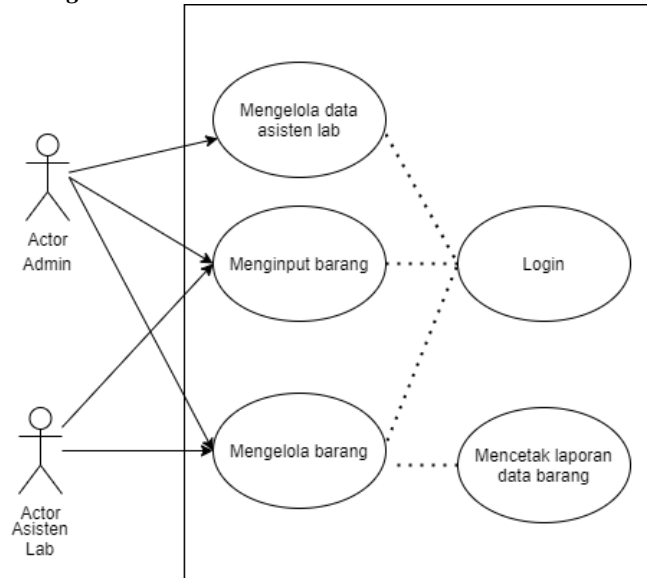 Mengelola data
asisten lab
Actor
Admin
Menginput barang
Login
Actor
Asisten
Lab
Mengelola barang
Mencetak laporan
data barang